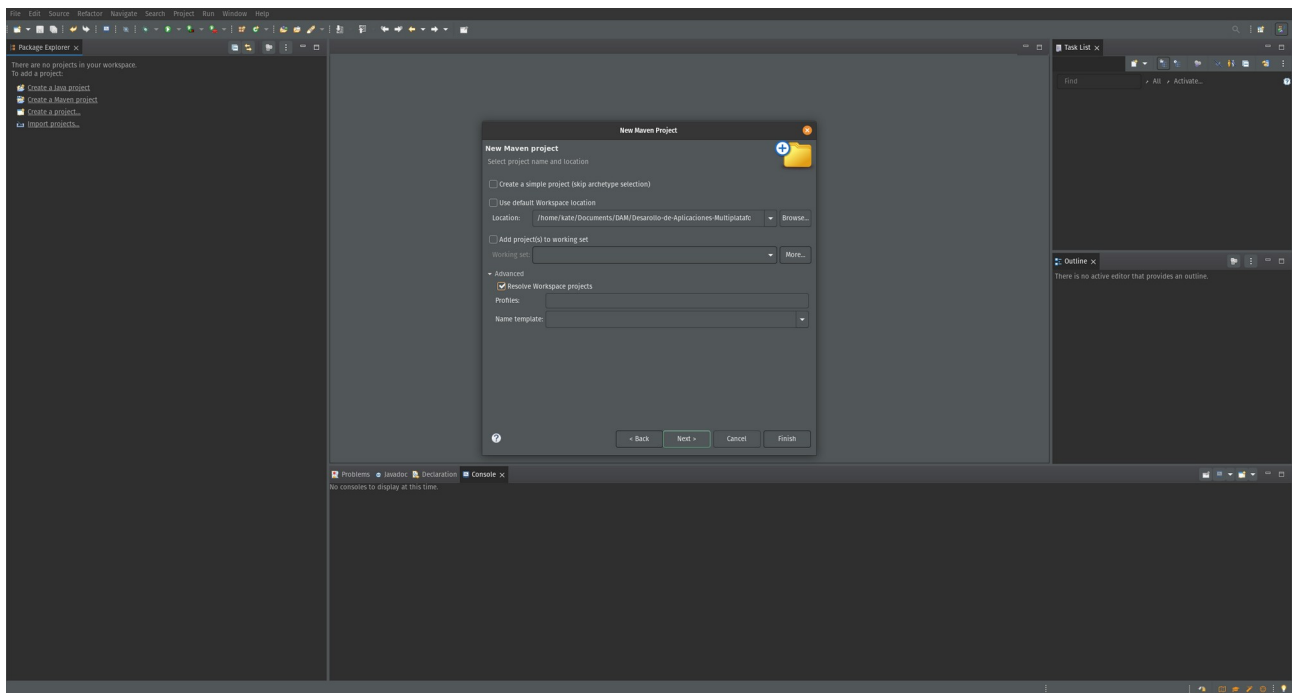 File Edit Source Refactor Navigate Search Project Run Window Help
Package Explorer
Task List
There are no projects in your workspace.
To add a project:
Create a Java project
Create a Maven project
Create a project...
Import projects...
Find All Activate...
New Maven Project
New Maven project
Select project name and location
Create a simple project (skip archetype selection)
Use default Workspace location
Location: /home/kate/Documents/DAM/Desarollo-de-Aplicaciones-Multiplatafc Browse...
Add project(s) to working set
Working set: More...
Advanced
Resolve Workspace projects
Profiles:
Name template:
< Back Next > Cancel Finish
Outline
There is no active editor that provides an outline.
Problems Javadoc Declaration Console
No consoles to display at this time.